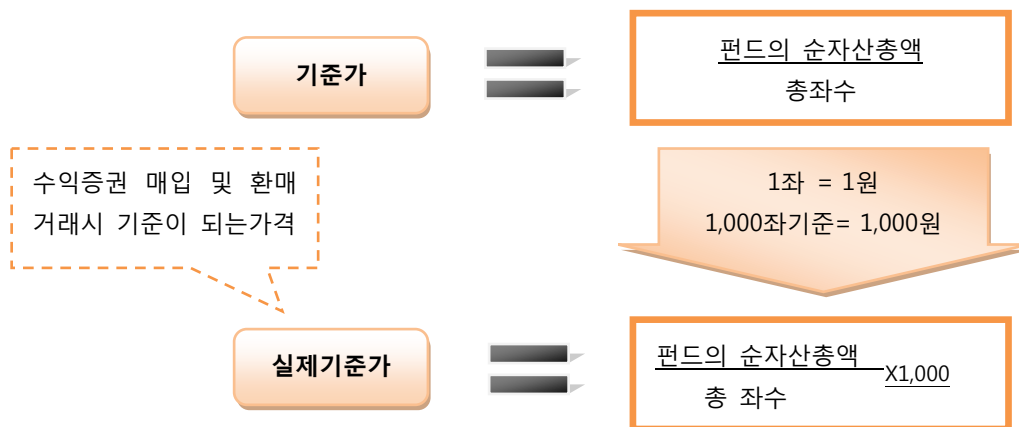 기준가
펀드의 순자산총액
총좌수
수익증권 매입 및 환매
거래시 기준이 되는가격
1좌 = 1원
1,000좌기준= 1,000원
실제기준가
펀드의 순자산총액
X1,000
총 좌수